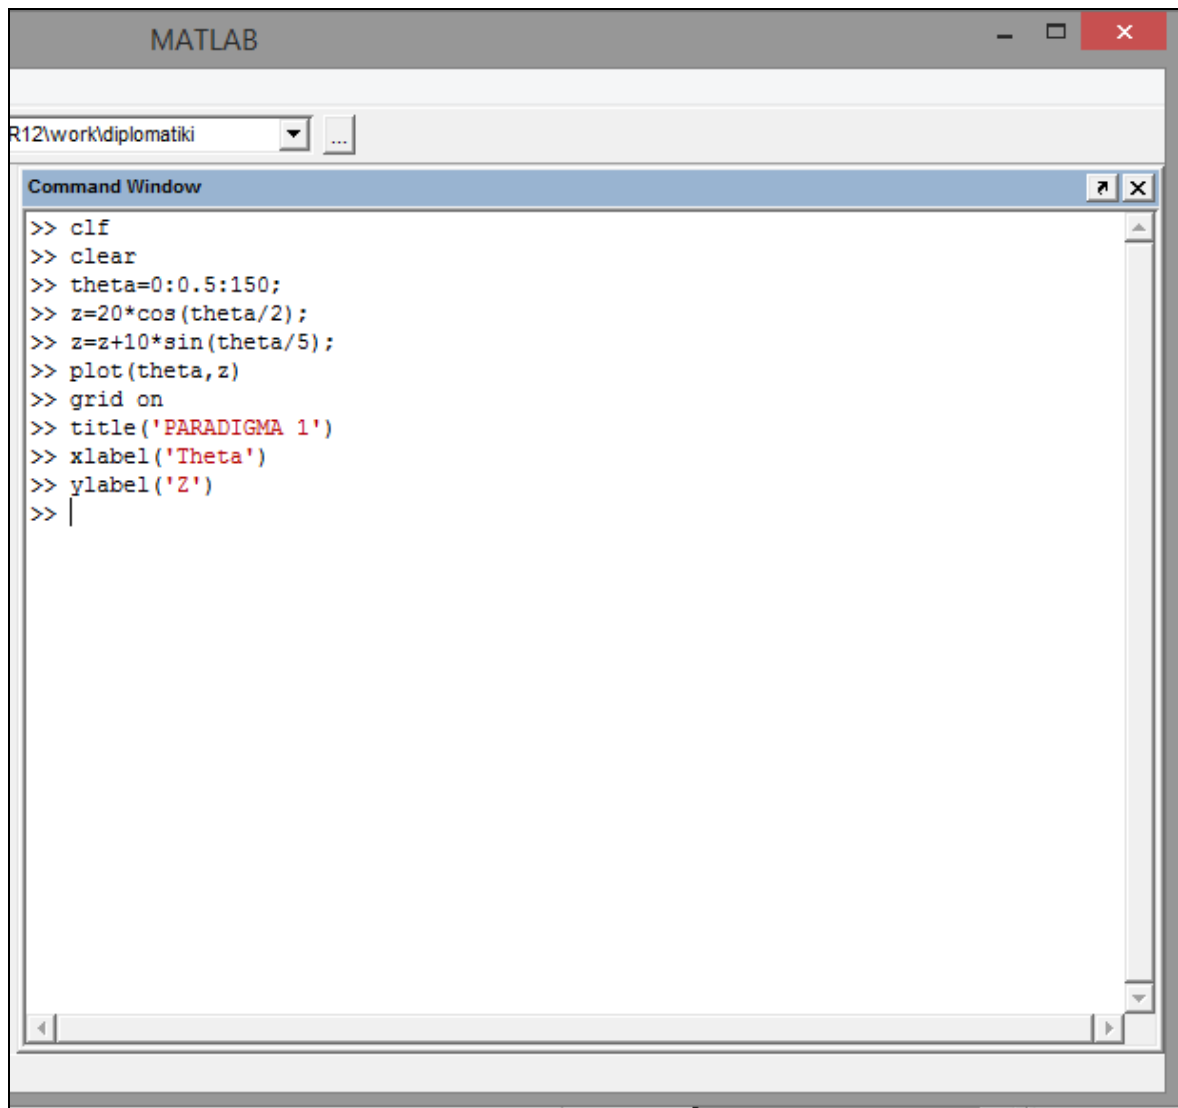 MATLAB
R12\work\diplomatiki
...
Command Window
>> clf
>> clear
>> theta=0:0.5:150;
>> z=20*cos(theta/2);
>> z=z+10*sin(theta/5);
>> plot(theta,z)
>> grid on
>> title('PARADIGMA 1')
>> xlabel('Theta')
>> ylabel('Z')
>>